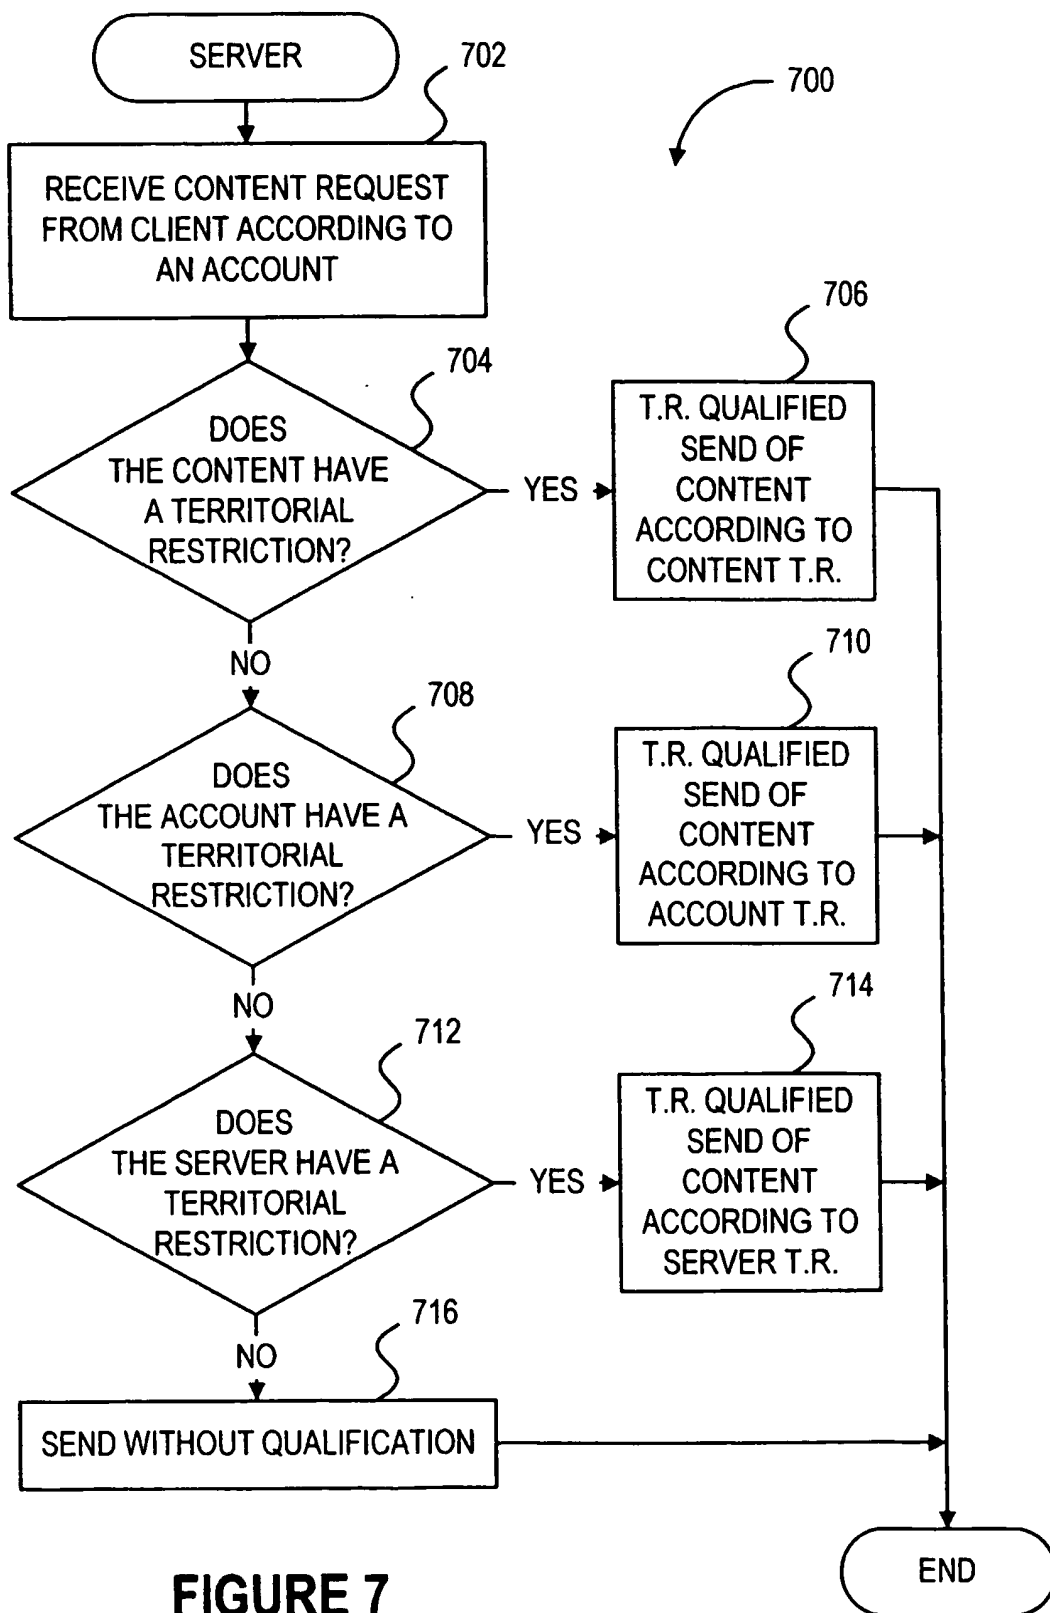 SERVER
702
700
RECEIVE CONTENT REQUEST
FROM CLIENT ACCORDING TO
AN ACCOUNT
704
DOES
THE CONTENT HAVE
A TERRITORIAL
RESTRICTION?
YES
706
T.R. QUALIFIED
SEND OF
CONTENT
ACCORDING TO
CONTENT T.R.
NO
708
DOES
THE ACCOUNT HAVE A
TERRITORIAL
RESTRICTION?
YES
710
T.R. QUALIFIED
SEND OF
CONTENT
ACCORDING TO
ACCOUNT T.R.
NO
712
DOES
THE SERVER HAVE A
TERRITORIAL
RESTRICTION?
YES
714
T.R. QUALIFIED
SEND OF
CONTENT
ACCORDING TO
SERVER T.R.
NO
716
SEND WITHOUT QUALIFICATION
END
FIGURE 7